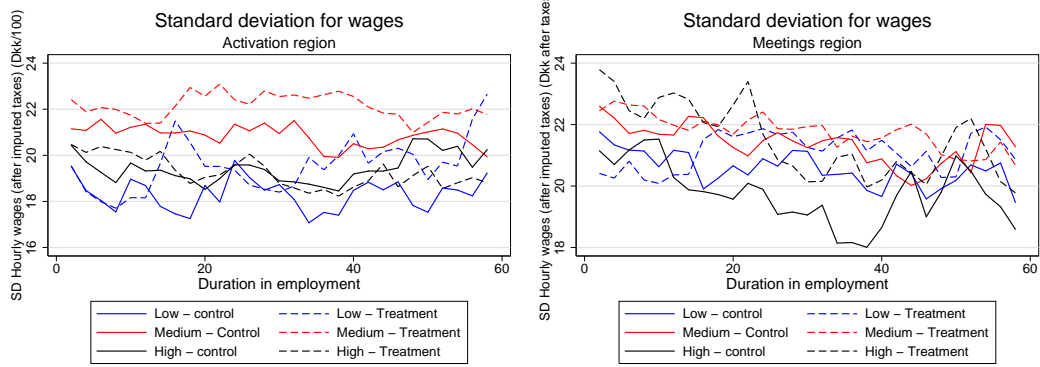 Standard deviation for wages
Activation region
SD Hourly wages (after imputed taxes) (Dkk/100)
24
22
20
18
16
0
20
40
60
Duration in employment
Low – control
Low – Treatment
Medium – Control
Medium – Treatment
High – control
High – Treatment
Standard deviation for wages
Meetings region
SD Hourly wages (after imputed taxes) (Dkk after taxe
24
22
20
18
0
20
40
60
Duration in employment
Low – control
Low – Treatment
Medium – Control
Medium – Treatment
High – control
High – Treatment